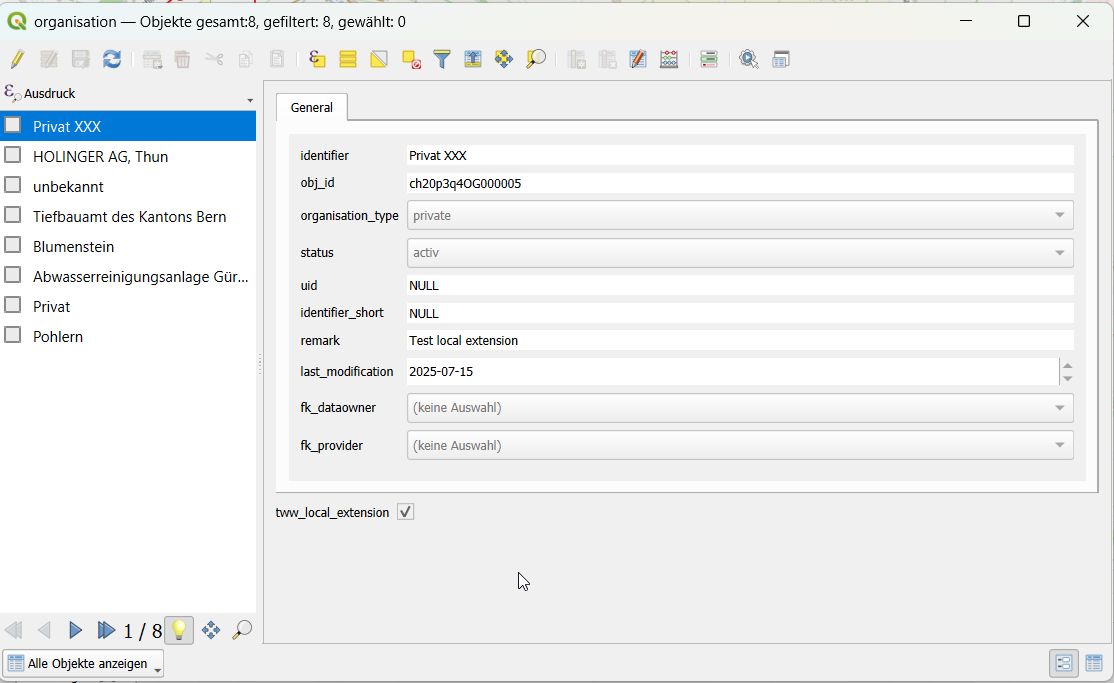 organisation — Objekte gesamt:8, gefiltert: 8, gewählt: 0
Ausdruck
Privat XXX
HOLINGER AG, Thun
unbekannt
Tiefbauamt des Kantons Bern
Blumenstein
Abwasserreinigungsanlage Gür...
Privat
Pohlern
1 / 8
Alle Objekte anzeigen
General
identifier Privat XXX
obj_id ch20p3q4OG000005
organisation_type private
status activ
uid NULL
identifier_short NULL
remark Test local extension
last_modification 2025-07-15
fk_dataowner (keine Auswahl)
fk_provider (keine Auswahl)
tww_local_extension